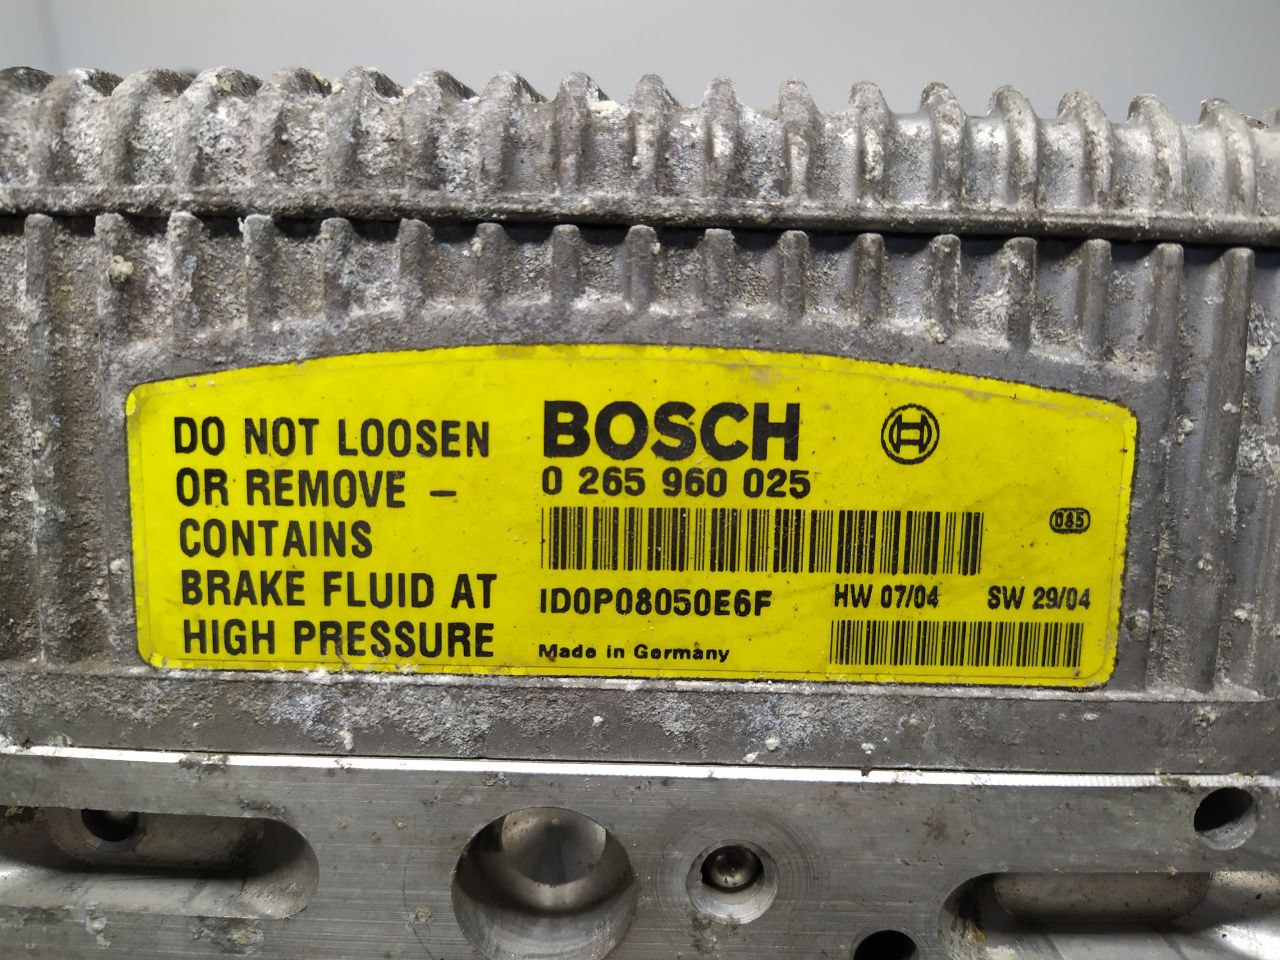 DO NOT LOOSEN
OR REMOVE –
CONTAINS
BRAKE FLUID AT
HIGH PRESSURE
BOSCH
0 265 960 025
ID0P08050E6F
Made in Germany
085
HW 07/04 SW 29/04